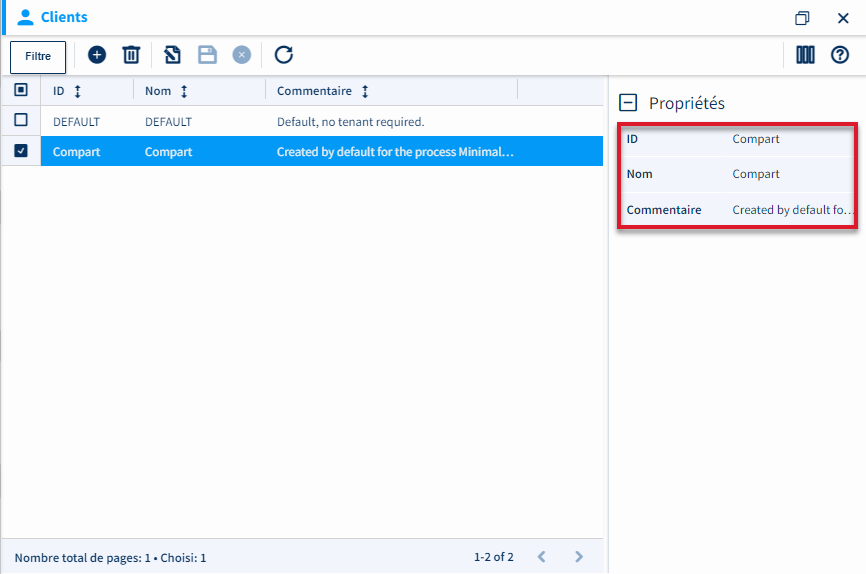 Clients
Filtre
ID Nom Commentaire
DEFAULT DEFAULT Default, no tenant required.
Compart Compart Created by default for the process Minimal...
Propriétés
ID Compart
Nom Compart
Commentaire Created by default fo...
Nombre total de pages: 1 • Choisi: 1
1-2 of 2